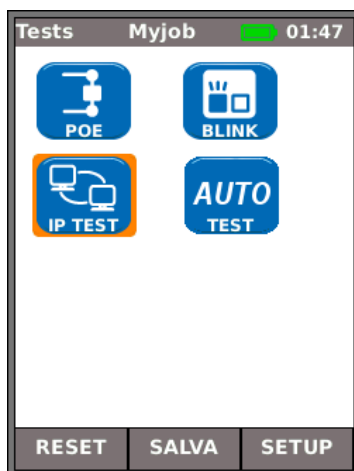 Tests Myjob 01:47
POE BLINK
IP TEST AUTO TEST
RESET SALVA SETUP